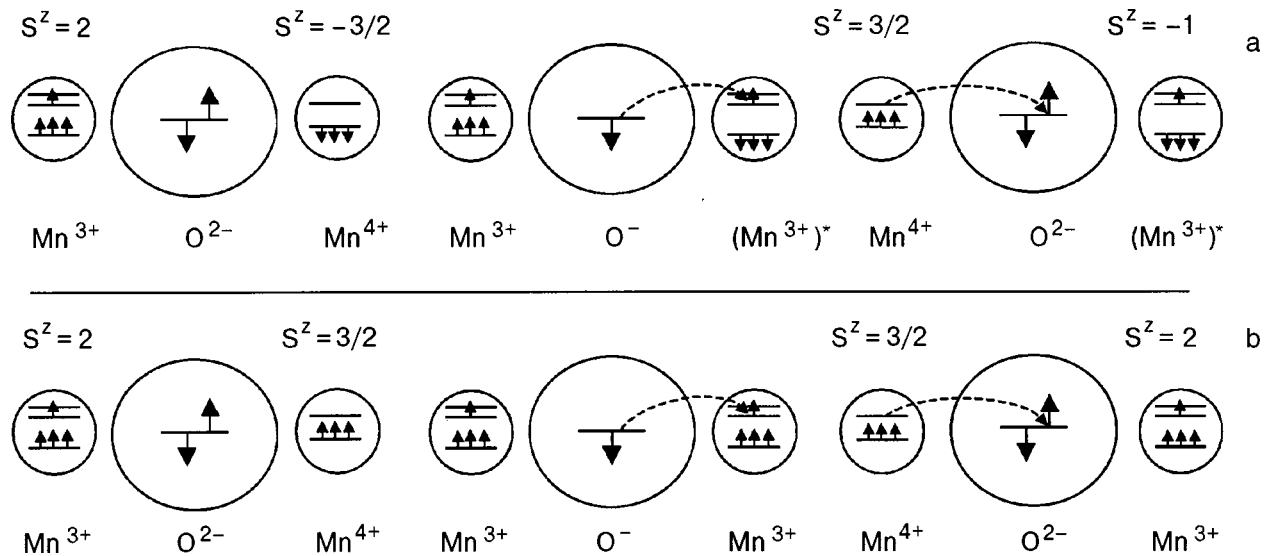 S^z = 2 S^z = −3/2 S^z = 3/2 S^z = −1 a
Mn^3+ O^2− Mn^4+ Mn^3+ O^− (Mn^3+)* Mn^4+ O^2− (Mn^3+)*
S^z = 2 S^z = 3/2 S^z = 3/2 S^z = 2 b
Mn^3+ O^2− Mn^4+ Mn^3+ O^− Mn^3+ Mn^4+ O^2− Mn^3+